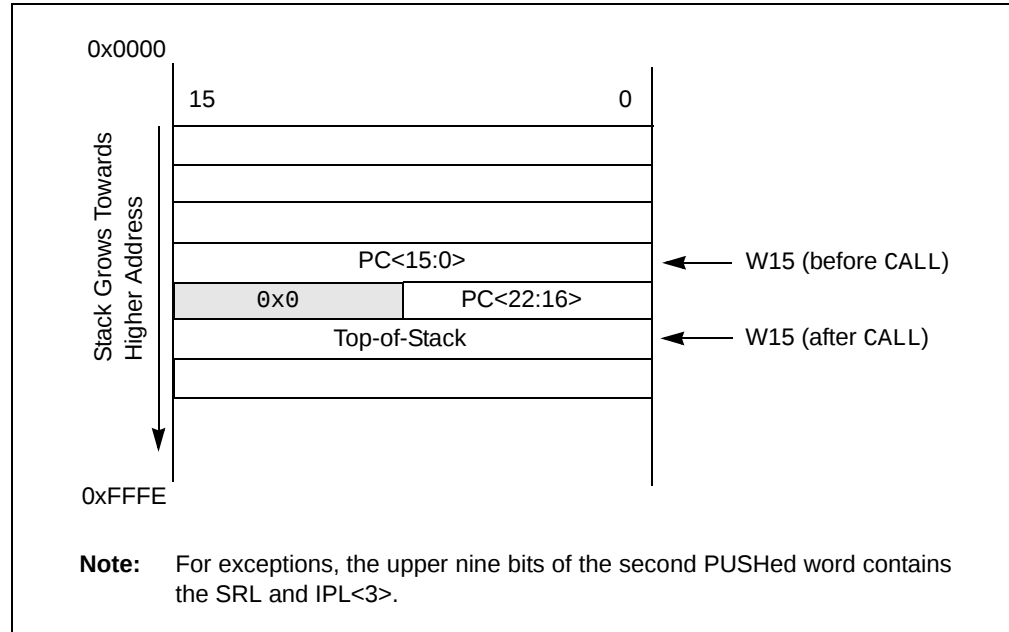 0x0000
15 0
Stack Grows Towards
Higher Address
PC<15:0>
W15 (before CALL)
0x0
PC<22:16>
Top-of-Stack
W15 (after CALL)
0xFFFE
Note: For exceptions, the upper nine bits of the second PUSHed word contains
the SRL and IPL<3>.